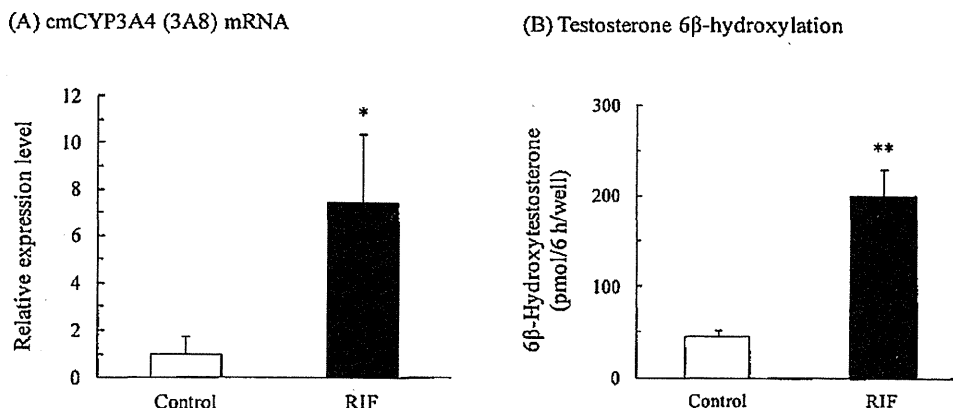 (A) cmCYP3A4 (3A8) mRNA
Relative expression level
12
10
8
6
4
2
0
*
Control
RIF
(B) Testosterone 6β-hydroxylation
6β-Hydroxytestosterone
(pmol/6 h/well)
300
200
100
0
**
Control
RIF